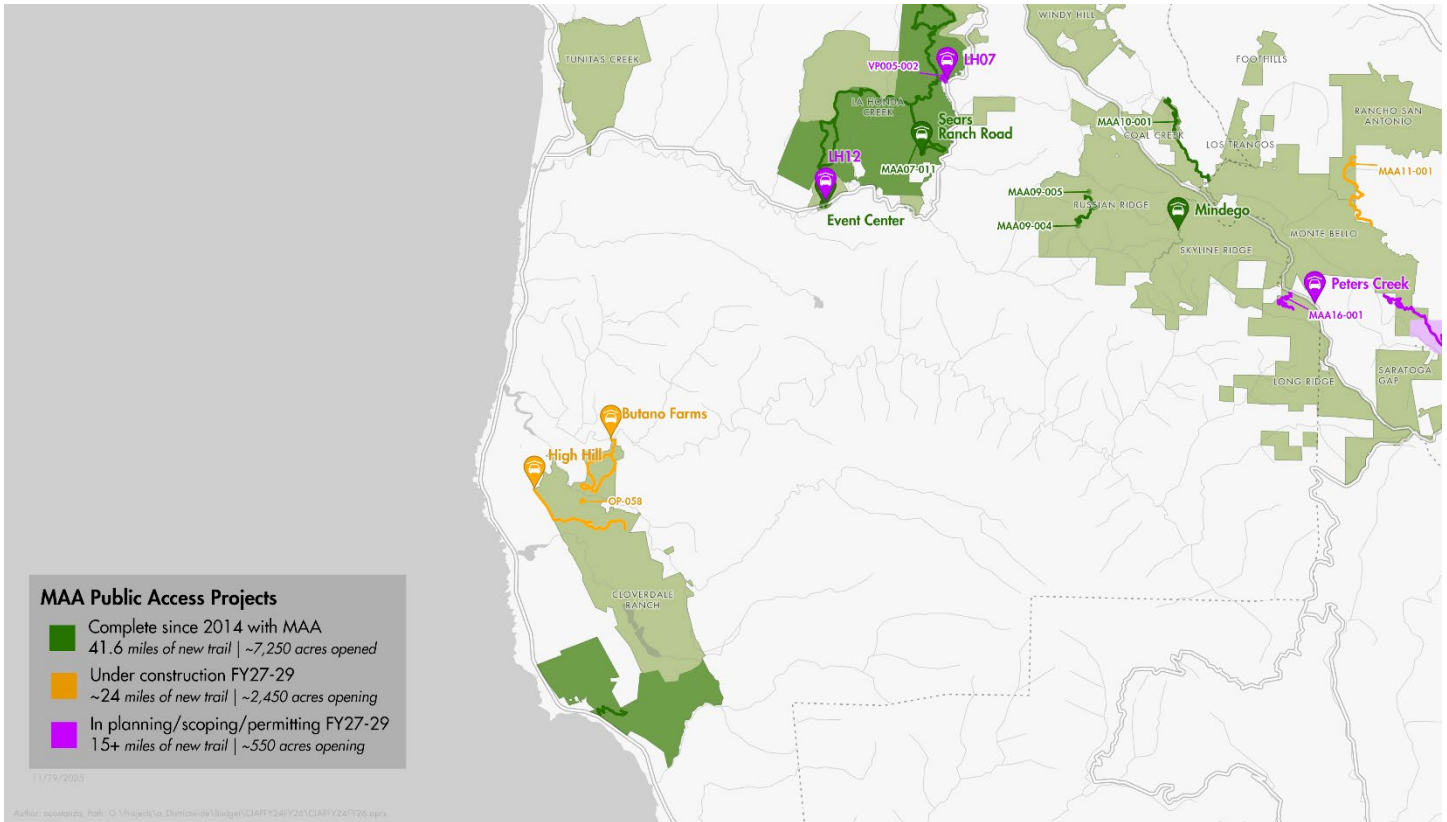 WINDY HILL
TUNITAS CREEK
FOOTHILLS
VP005-002
LH07
LA HONDA
CREEK
Sears
Ranch Road
RANCHO SAN
ANTONIO
MAA10-001
COAL CREEK
LOS TRANCOS
LH12
MAA07-011
MAA11-001
MAA09-005
RUSSIAN RIDGE
Mindego
Event Center
MAA09-004
MONTE BELLO
SKYLINE RIDGE
Peters Creek
MAA16-001
LONG RIDGE
SARATOGA
GAP
Butano Farms
High Hill
OP-058
CLOVERDALE
RANCH
MAA Public Access Projects
Complete since 2014 with MAA
41.6 miles of new trail | ~7,250 acres opened
Under construction FY27-29
~24 miles of new trail | ~2,450 acres opening
In planning/scoping/permitting FY27-29
15+ miles of new trail | ~550 acres opening
11/19/2025